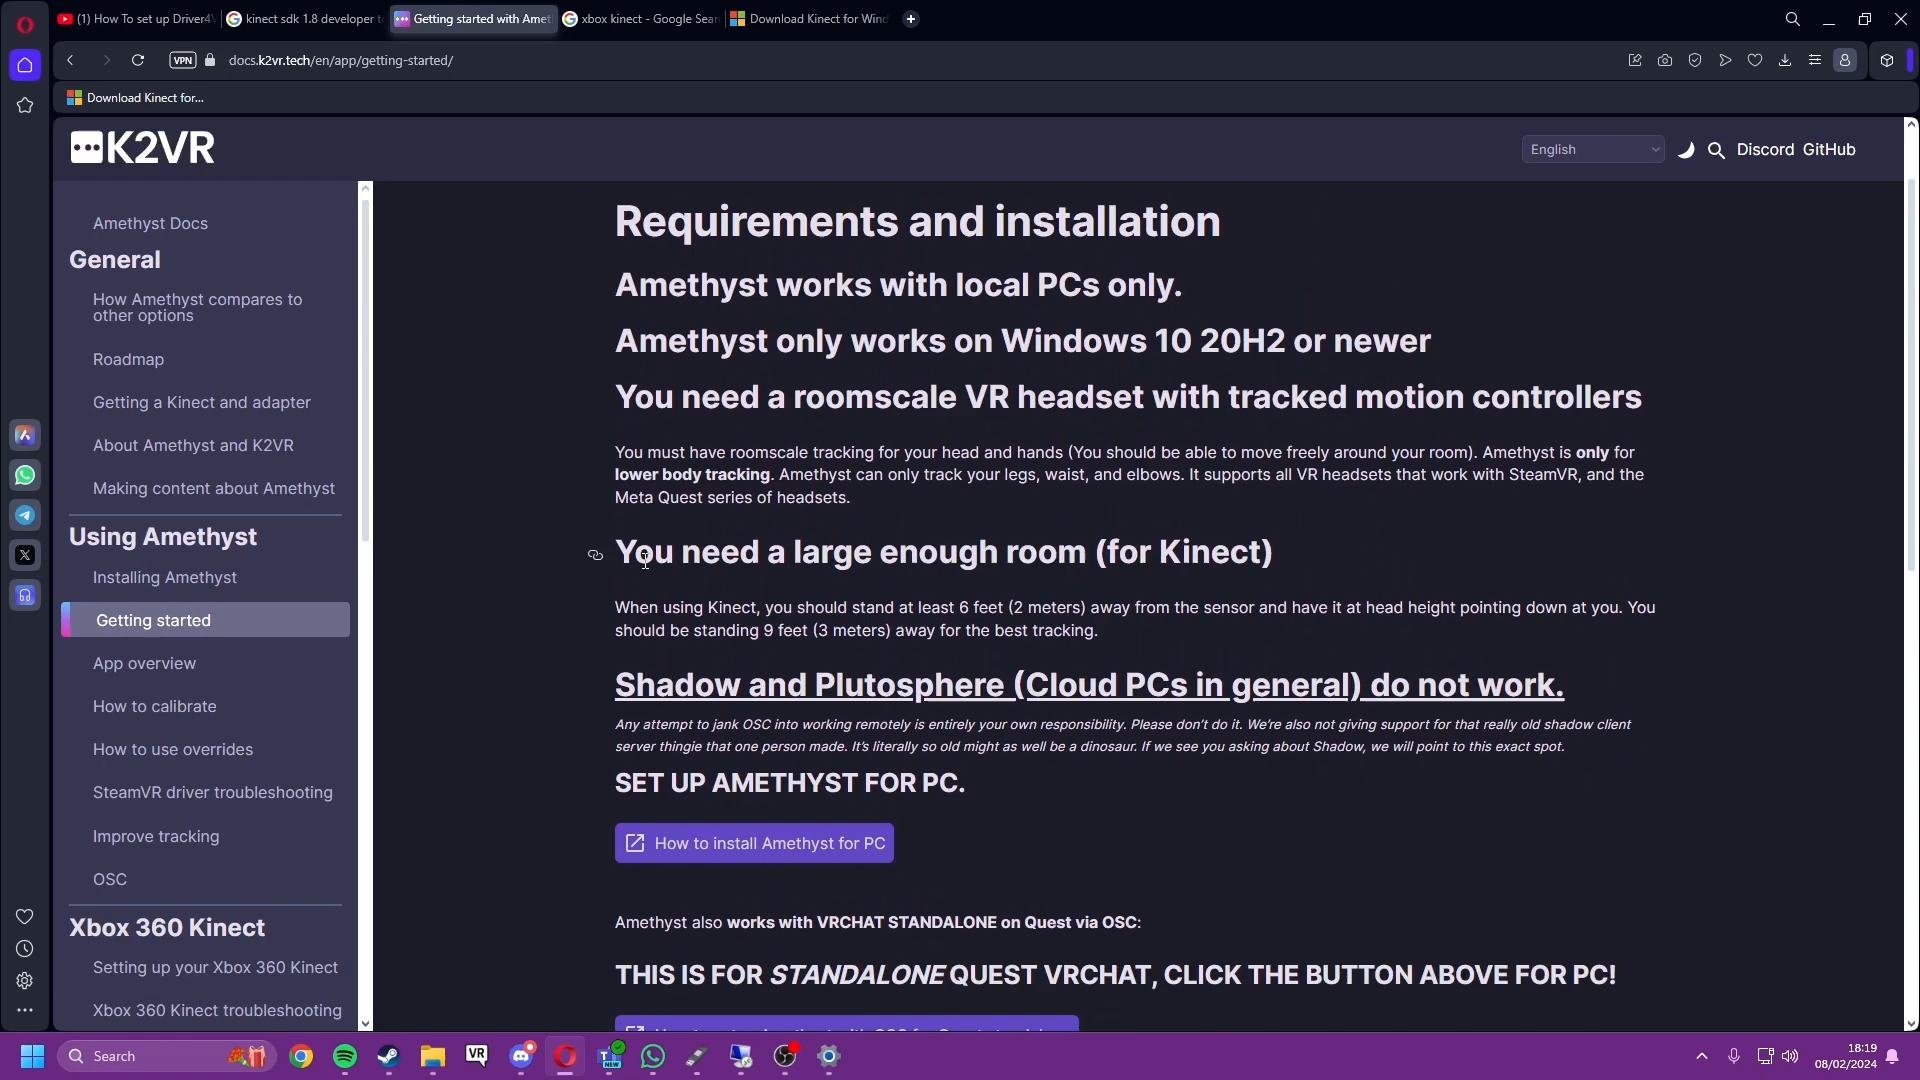 (1) How To set up Driver4V
kinect sdk 1.8 developer t
Getting started with Amet
xbox kinect - Google Sear
Download Kinect for Wind
VPN
docs.k2vr.tech/en/app/getting-started/
Download Kinect for...
K2VR
English
Discord GitHub
Amethyst Docs
General
How Amethyst compares to
other options
Roadmap
Getting a Kinect and adapter
About Amethyst and K2VR
Making content about Amethyst
Using Amethyst
Installing Amethyst
Getting started
App overview
How to calibrate
How to use overrides
SteamVR driver troubleshooting
Improve tracking
OSC
Xbox 360 Kinect
Setting up your Xbox 360 Kinect
Xbox 360 Kinect troubleshooting
Requirements and installation
Amethyst works with local PCs only.
Amethyst only works on Windows 10 20H2 or newer
You need a roomscale VR headset with tracked motion controllers
You must have roomscale tracking for your head and hands (You should be able to move freely around your room). Amethyst is only for
lower body tracking. Amethyst can only track your legs, waist, and elbows. It supports all VR headsets that work with SteamVR, and the
Meta Quest series of headsets.
You need a large enough room (for Kinect)
When using Kinect, you should stand at least 6 feet (2 meters) away from the sensor and have it at head height pointing down at you. You
should be standing 9 feet (3 meters) away for the best tracking.
Shadow and Plutosphere (Cloud PCs in general) do not work.
Any attempt to jank OSC into working remotely is entirely your own responsibility. Please don't do it. We're also not giving support for that really old shadow client
server thingie that one person made. It's literally so old might as well be a dinosaur. If we see you asking about Shadow, we will point to this exact spot.
SET UP AMETHYST FOR PC.
How to install Amethyst for PC
Amethyst also works with VRCHAT STANDALONE on Quest via OSC:
THIS IS FOR STANDALONE QUEST VRCHAT, CLICK THE BUTTON ABOVE FOR PC!
Search
VR
NEW
18:19
08/02/2024